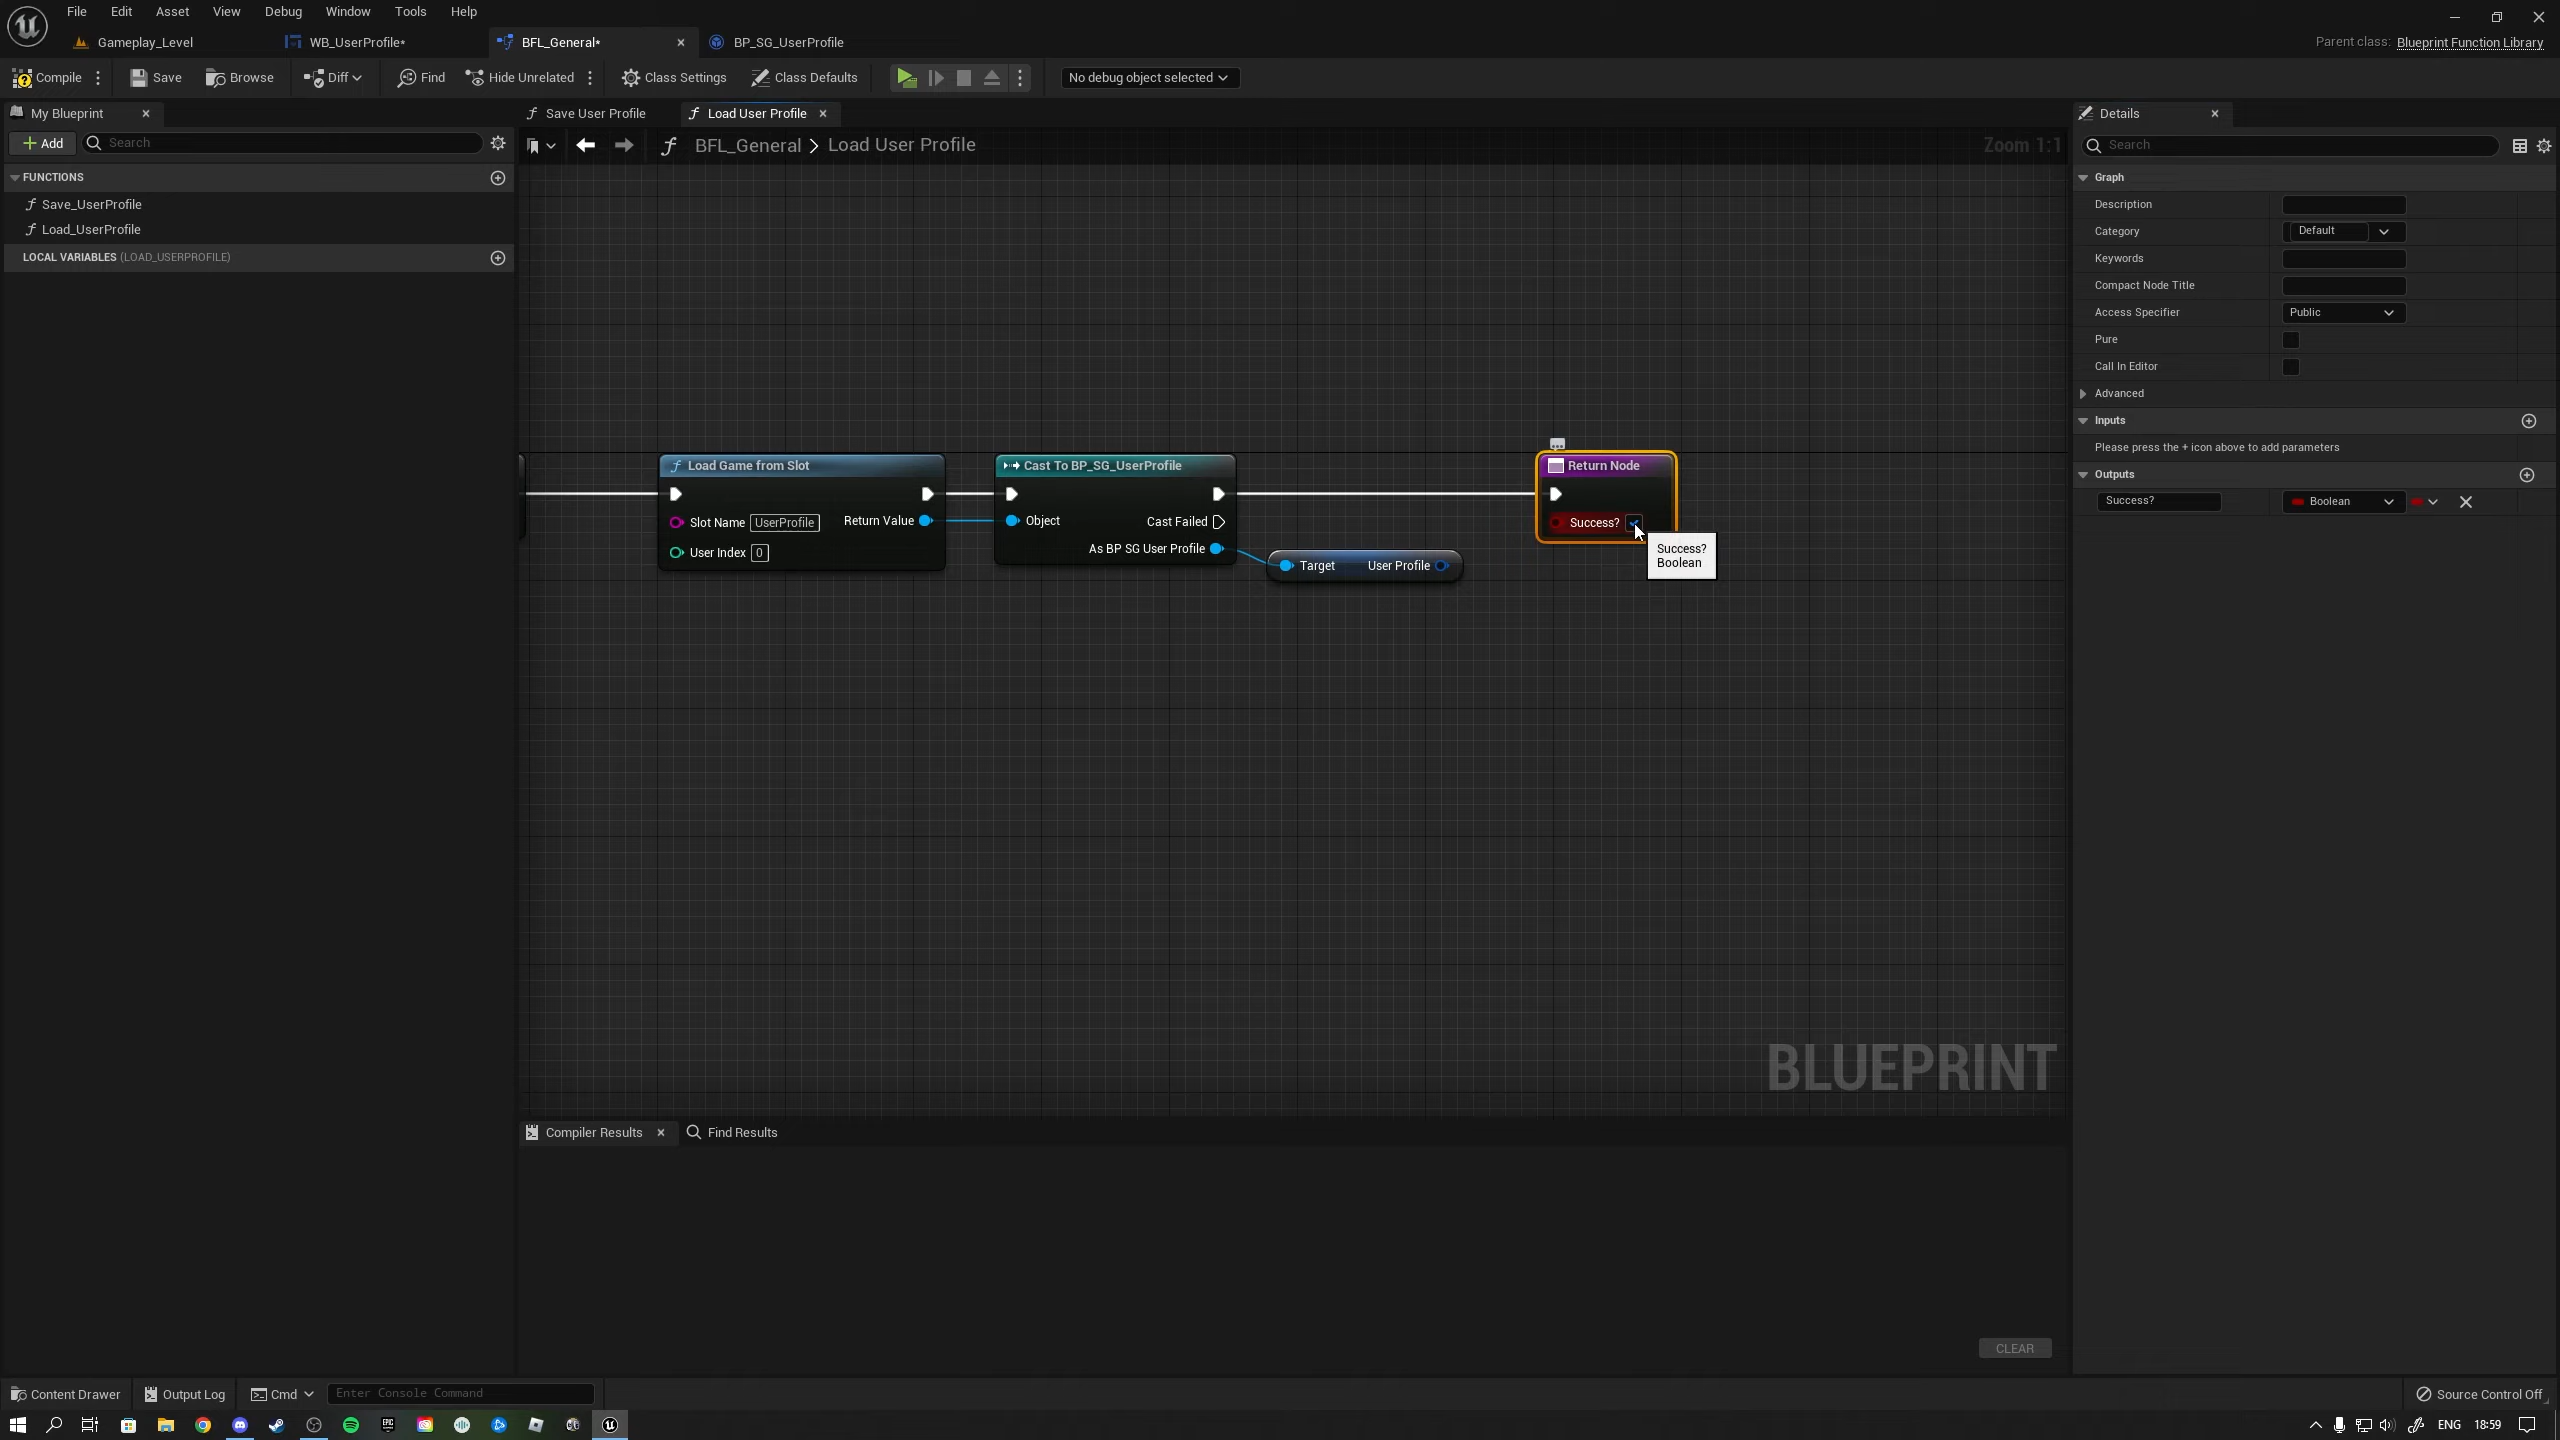 File Edit Asset View Debug Window Tools Help
Gameplay_Level WB_UserProfile* BFL_General* BP_SG_UserProfile
Parent class: Blueprint Function Library
Compile Save Browse Diff Find Hide Unrelated Class Settings Class Defaults No debug object selected
My Blueprint
Save User Profile Load User Profile
Details
Add Search
BFL_General > Load User Profile
Zoom 1:1
Search
FUNCTIONS
Save_UserProfile
Load_UserProfile
LOCAL VARIABLES (LOAD_USERPROFILE)
Load Game from Slot
Slot Name UserProfile Return Value
User Index 0
Cast To BP_SG_UserProfile
Object Cast Failed
As BP SG User Profile
Target User Profile
Return Node
Success?
Success?
Boolean
BLUEPRINT
Graph
Description
Category Default
Keywords
Compact Node Title
Access Specifier Public
Pure
Call In Editor
Advanced
Inputs
Please press the + icon above to add parameters
Outputs
Success? Boolean
Compiler Results Find Results
CLEAR
Content Drawer Output Log Cmd Enter Console Command
Source Control Off
EPIC
ENG 18:59